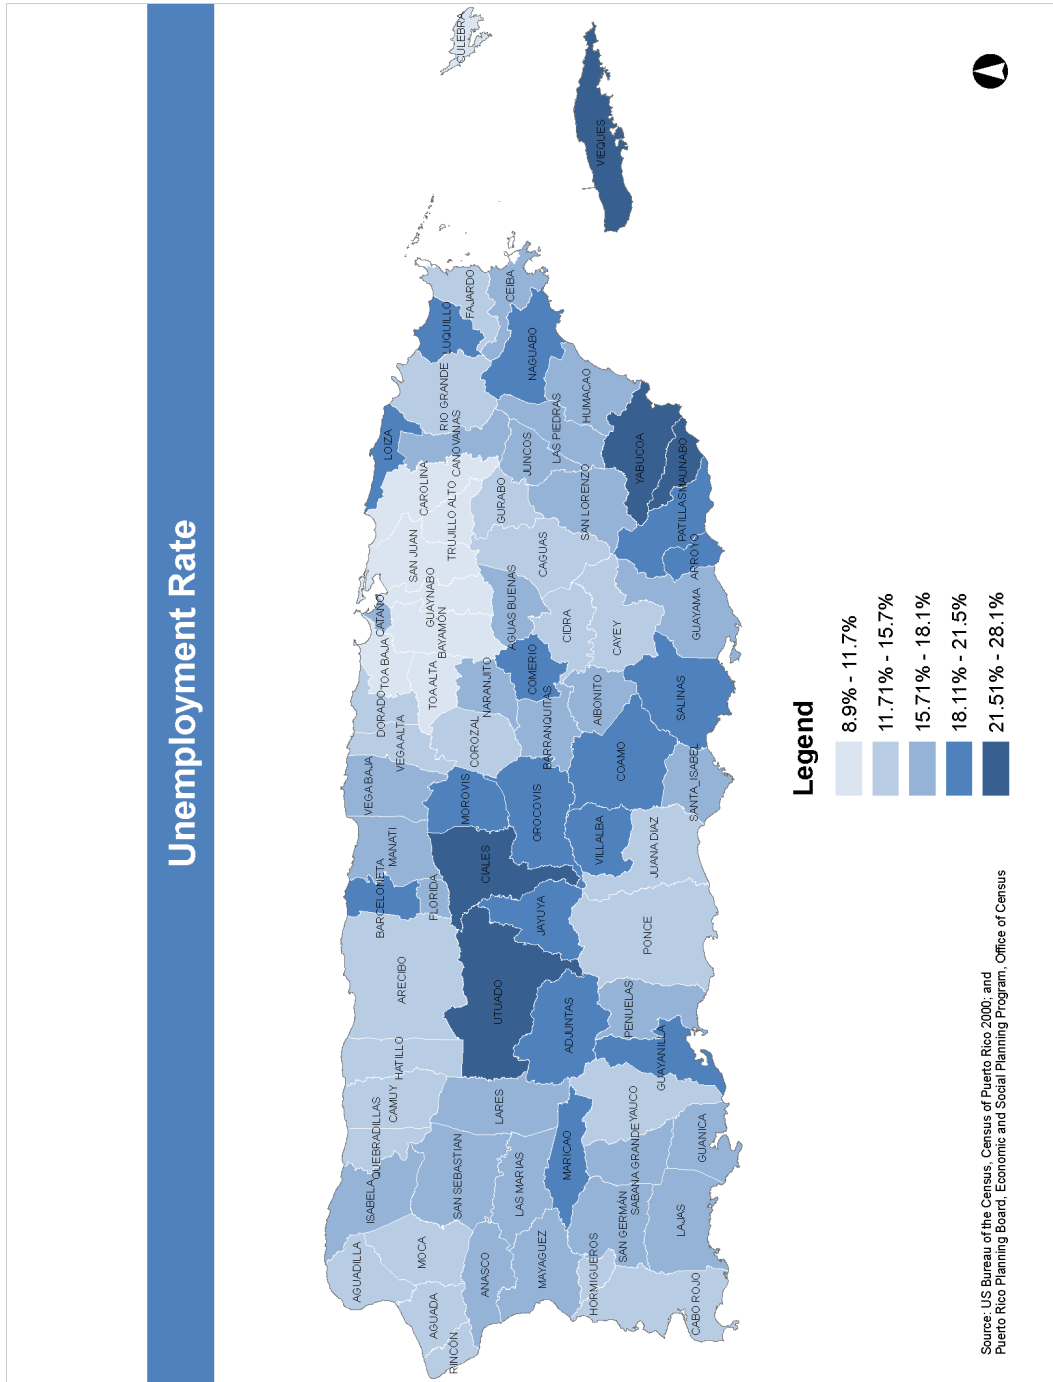 Unemployment Rate
CULEBRA
VIEQUES
FAJARDO
CEIBA
LUQUILLO
NAGUABO
RIO GRANDE
HUMACAO
LAS PIEDRAS
LOIZA
CANOVANAS
JUNCOS
YABUCOA
MAUNABO
CAROLINA
TRUJILLO ALTO
GURABO
SAN LORENZO
PATILLAS
SAN JUAN
CAGUAS
ARROYO
GUAYNABO
AGUAS BUENAS
CATAÑO
BAYAMÓN
CIDRA
CAYEY
GUAYAMA
TOA BAJA
TOA ALTA
NARANJITO
COMERIO
AIBONITO
SALINAS
DORADO
VEGA ALTA
COROZAL
BARRANQUITAS
COAMO
SANTA_ISABEL
VEGA BAJA
MOROVIS
OROCOVIS
VILLALBA
JUANA DIAZ
MANATI
CIALES
BARCELONETA
FLORIDA
JAYUYA
PONCE
ARECIBO
UTUADO
ADJUNTAS
PENUELAS
GUAYANILLA
HATILLO
CAMUY
LARES
YAUCO
QUEBRADILLAS
SAN SEBASTIAN
LAS MARIAS
MARICAO
SABANA GRANDE
GUANICA
ISABELA
SAN GERMAN
LAJAS
AGUADILLA
MOCA
ANASCO
MAYAGUEZ
HORMIGUEROS
CABO ROJO
AGUADA
RINCÓN
Legend
8.9% - 11.7%
11.71% - 15.7%
15.71% - 18.1%
18.11% - 21.5%
21.51% - 28.1%
Source: US Bureau of the Census, Census of Puerto Rico 2000; and
Puerto Rico Planning Board, Economic and Social Planning Program, Office of Census